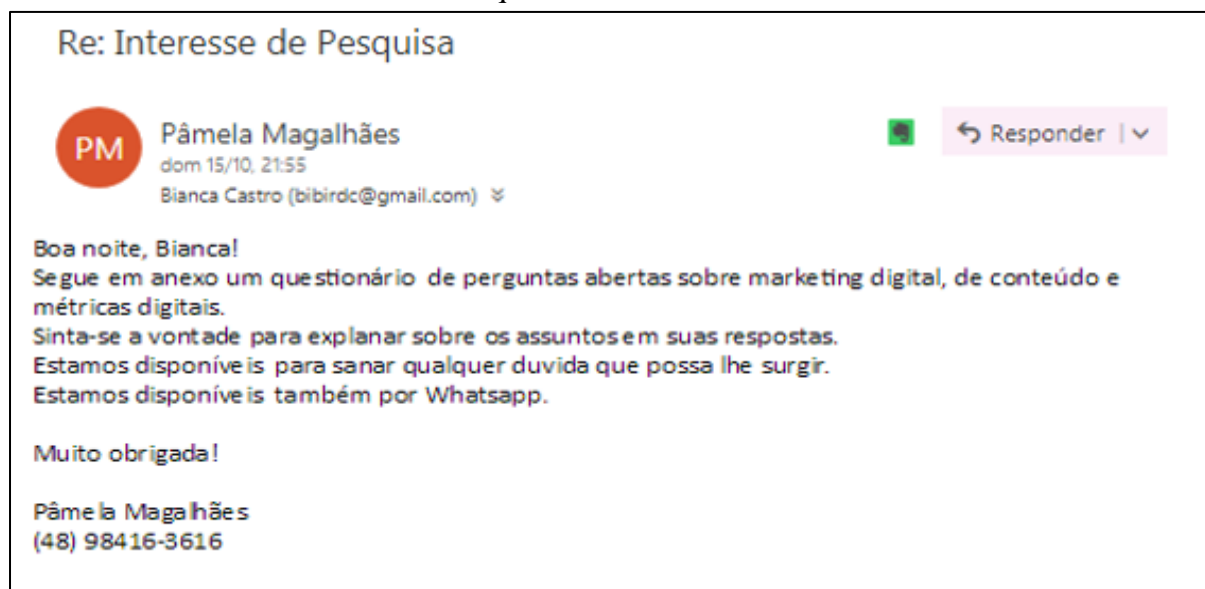 Re: Interesse de Pesquisa
PM
Pâmela Magalhães
Responder
dom 15/10, 21:55
Bianca Castro (bibirdc@gmail.com)
Boa noite, Bianca!
Segue em anexo um questionário de perguntas abertas sobre marketing digital, de conteúdo e
métricas digitais.
Sinta-se a vontade para explanar sobre os assuntos em suas respostas.
Estamos disponíveis para sanar qualquer duvida que possa lhe surgir.
Estamos disponíveis também por Whatsapp.
Muito obrigada!
Pâmela Magalhães
(48) 98416-3616